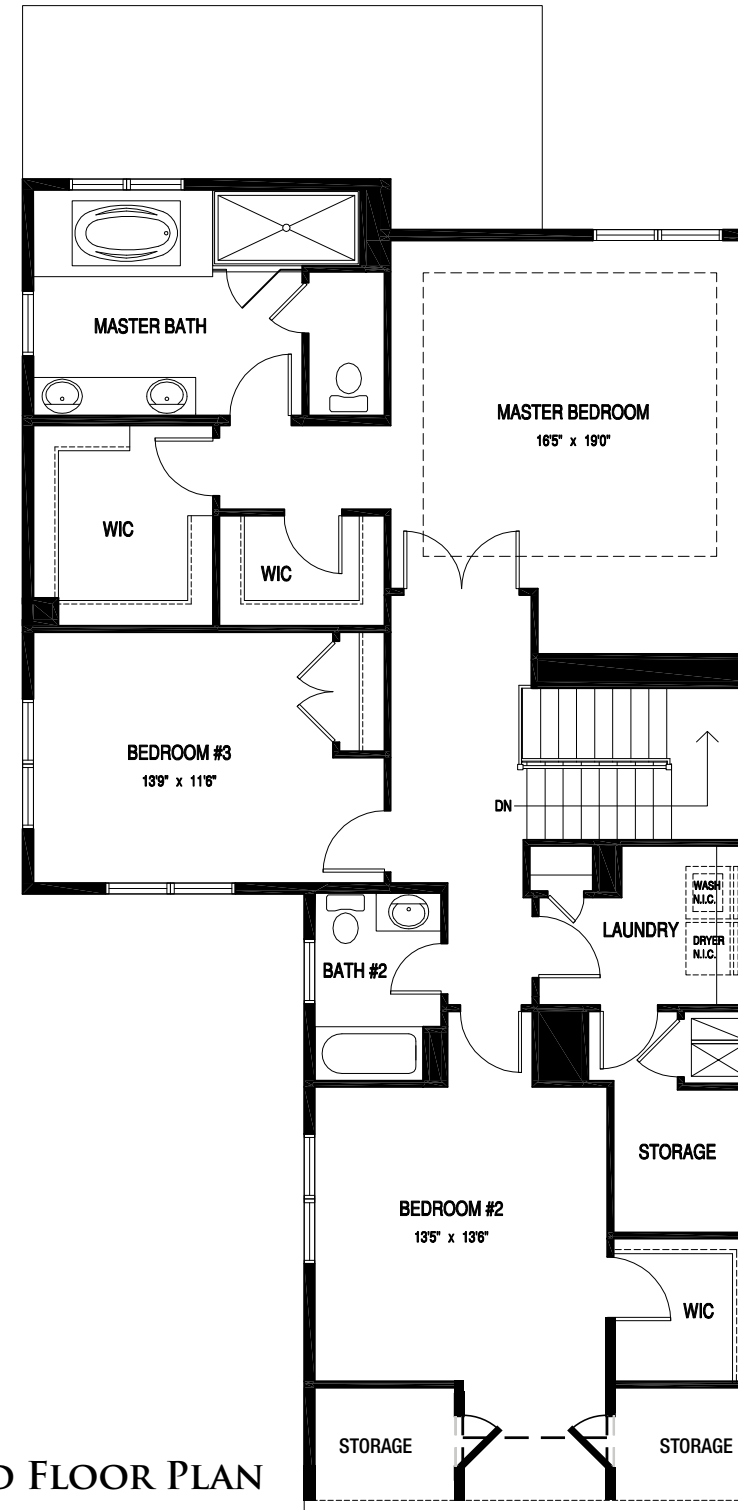 MASTER BATH
MASTER BEDROOM
16'5" x 19'0"
WIC
WIC
BEDROOM #3
13'9" x 11'6"
DN
WASH
N.I.C.
LAUNDRY
DRYER
N.I.C.
BATH #2
STORAGE
BEDROOM #2
13'5" x 13'6"
WIC
STORAGE
STORAGE
FLOOR PLAN